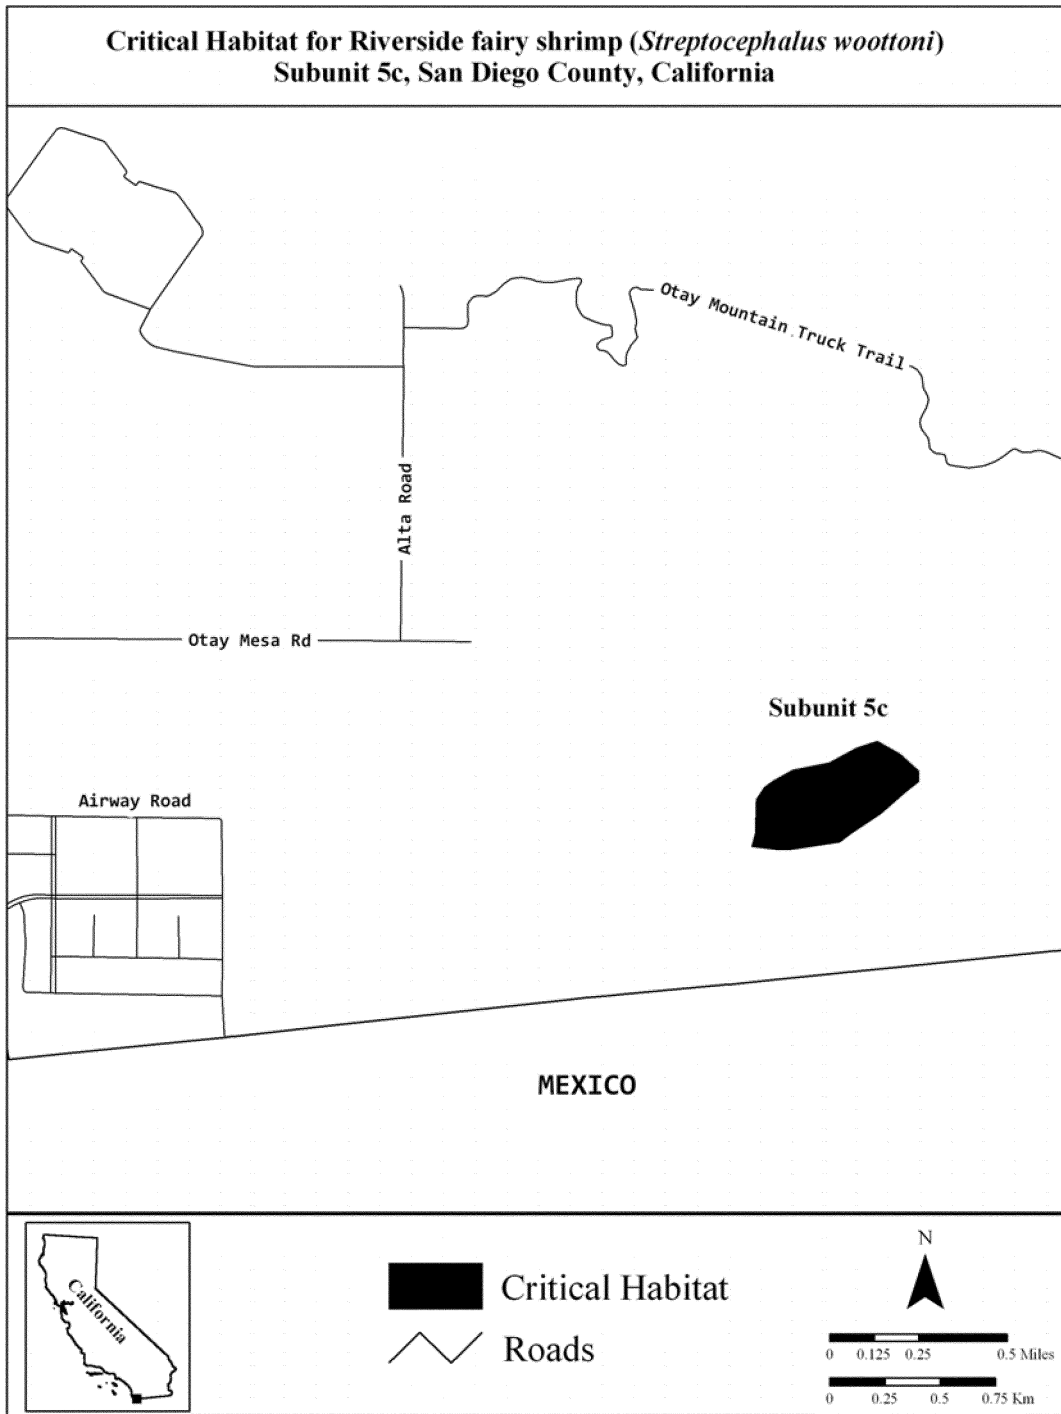 Critical Habitat for Riverside fairy shrimp (Streptocephalus woottoni)
Subunit 5c, San Diego County, California
Otay Mountain Truck Trail
Alta Road
Otay Mesa Rd
Subunit 5c
Airway Road
MEXICO
California
Critical Habitat
Roads
N
0 0.125 0.25 0.5 Miles
0 0.25 0.5 0.75 Km